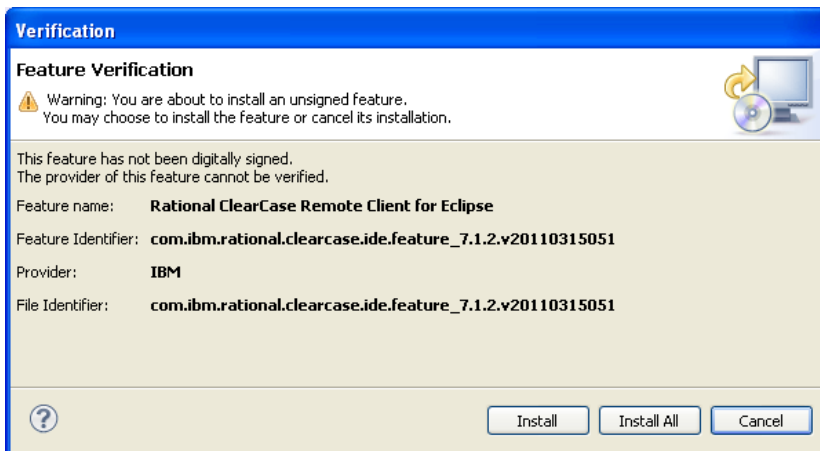 Verification
Feature Verification
Warning: You are about to install an unsigned feature.
You may choose to install the feature or cancel its installation.
This feature has not been digitally signed.
The provider of this feature cannot be verified.
Feature name: Rational ClearCase Remote Client for Eclipse
Feature Identifier: com.ibm.rational.clearcase.ide.feature_7.1.2.v20110315051
Provider: IBM
File Identifier: com.ibm.rational.clearcase.ide.feature_7.1.2.v20110315051
? Install Install All Cancel